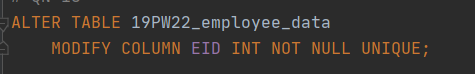 ALTER TABLE 19PW22_employee_data
MODIFY COLUMN EID INT NOT NULL UNIQUE;